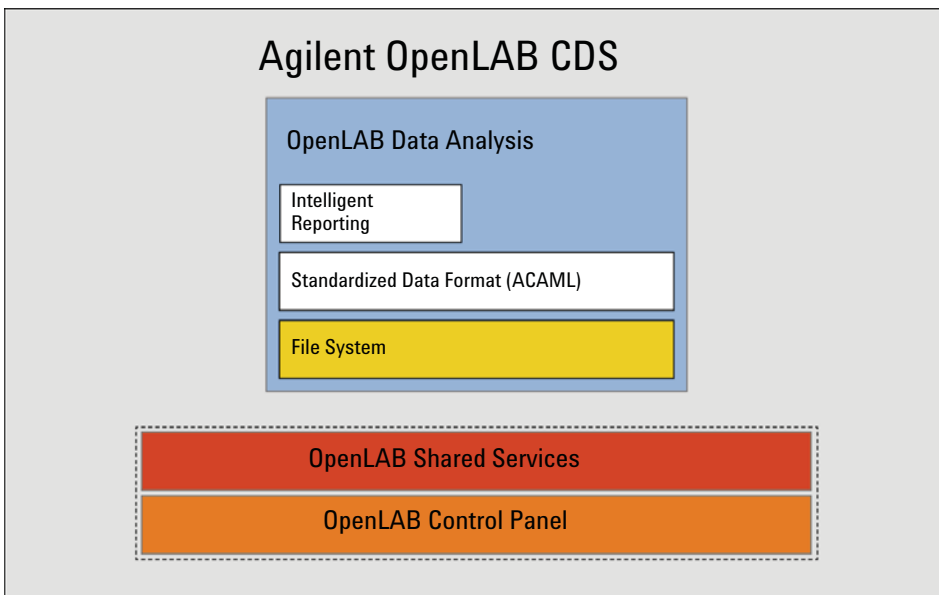 Agilent OpenLAB CDS
OpenLAB Data Analysis
Intelligent
Reporting
Standardized Data Format (ACAML)
File System
OpenLAB Shared Services
OpenLAB Control Panel